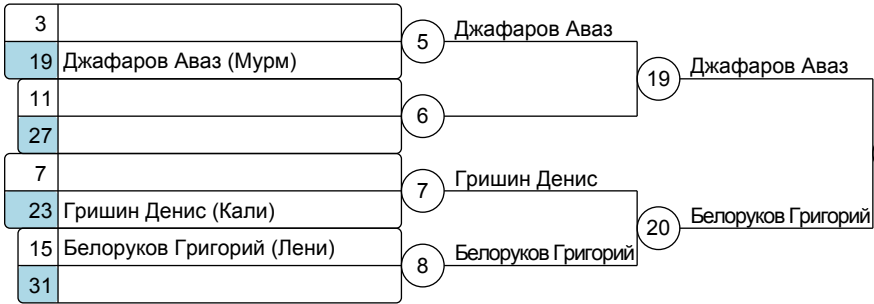 3
19 Джафаров Аваз (Мурм)
11
27
7
23 Гришин Денис (Кали)
15 Белоруков Григорий (Лени)
31
5 Джафаров Аваз
6
7 Гришин Денис
8 Белоруков Григорий
19 Джафаров Аваз
20 Белоруков Григорий